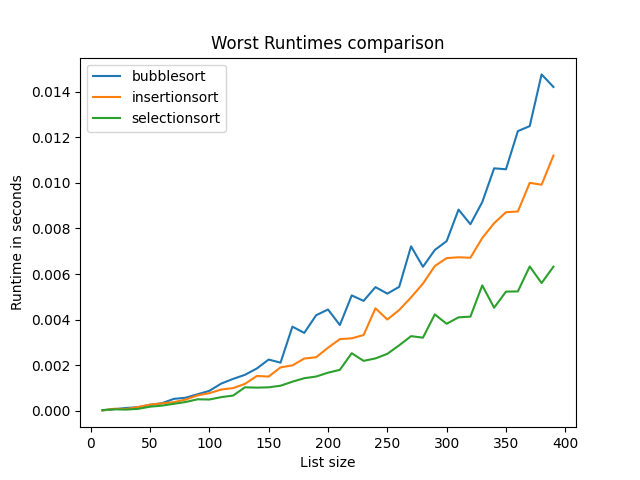 Worst Runtimes comparison
bubblesort
insertionsort
selectionsort
Runtime in seconds
0.014
0.012
0.010
0.008
0.006
0.004
0.002
0.000
0 50 100 150 200 250 300 350 400
List size